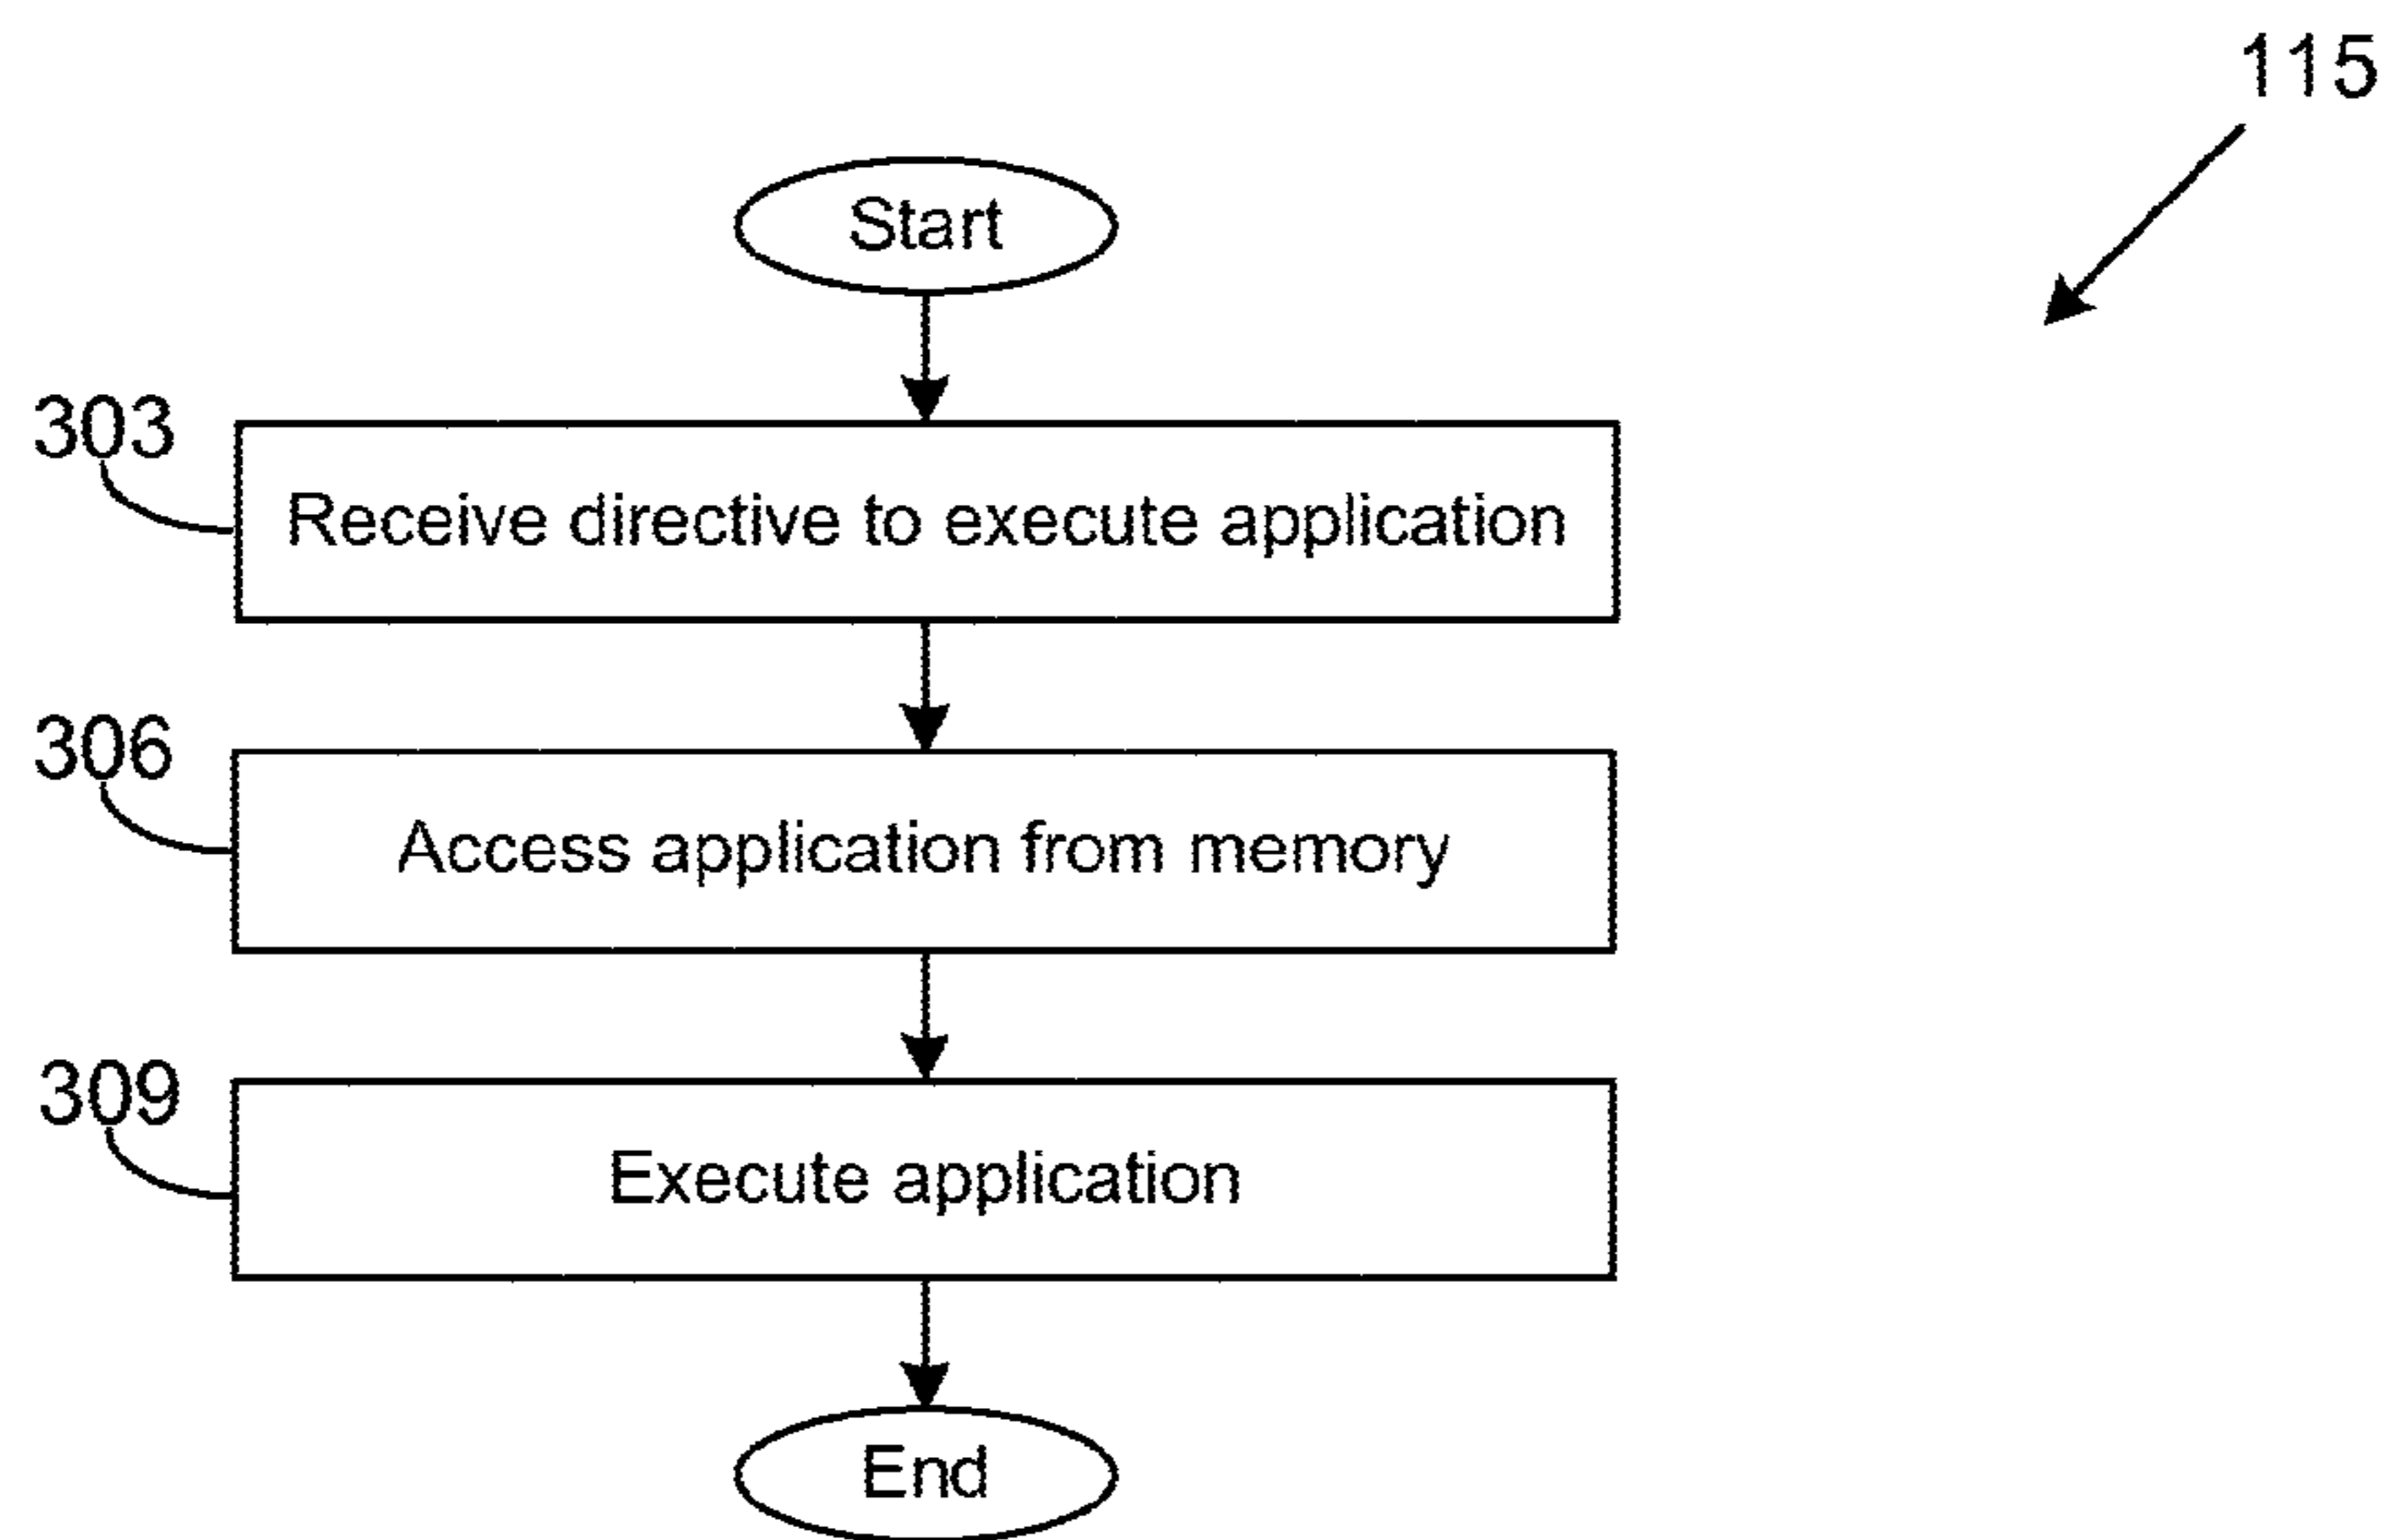 115
Start
303
Receive directive to execute application
306
Access application from memory
309
Execute application
End